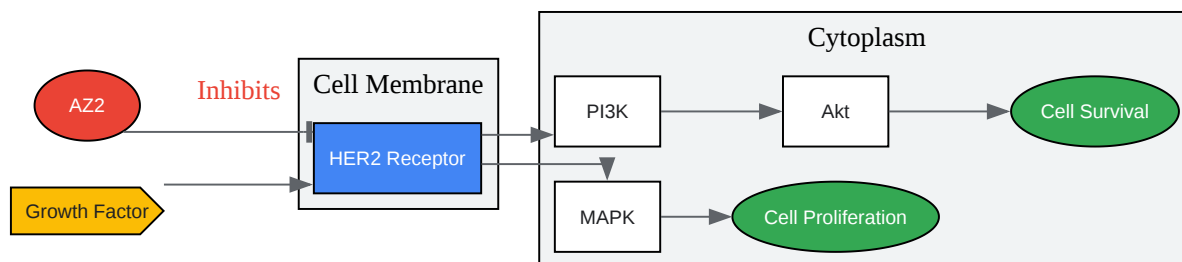 Cytoplasm
Inhibits
Cell Membrane
AZ2
PI3K
Akt
Cell Survival
HER2 Receptor
Growth Factor
MAPK
Cell Proliferation